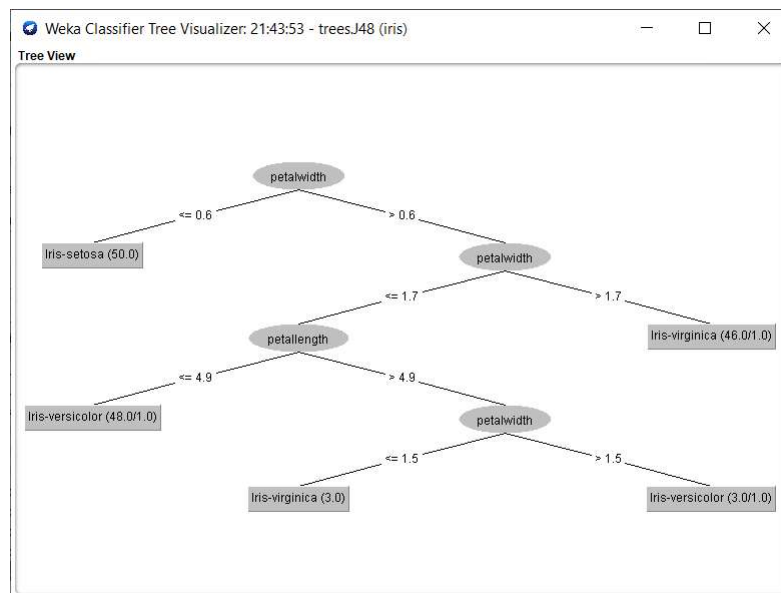 Weka Classifier Tree Visualizer: 21:43:53 - trees.J48 (iris)
Tree View
petalwidth
<= 0.6
> 0.6
Iris-setosa (50.0)
petalwidth
<= 1.7
> 1.7
petallength
Iris-virginica (46.0/1.0)
<= 4.9
> 4.9
Iris-versicolor (48.0/1.0)
petalwidth
<= 1.5
> 1.5
Iris-virginica (3.0)
Iris-versicolor (3.0/1.0)